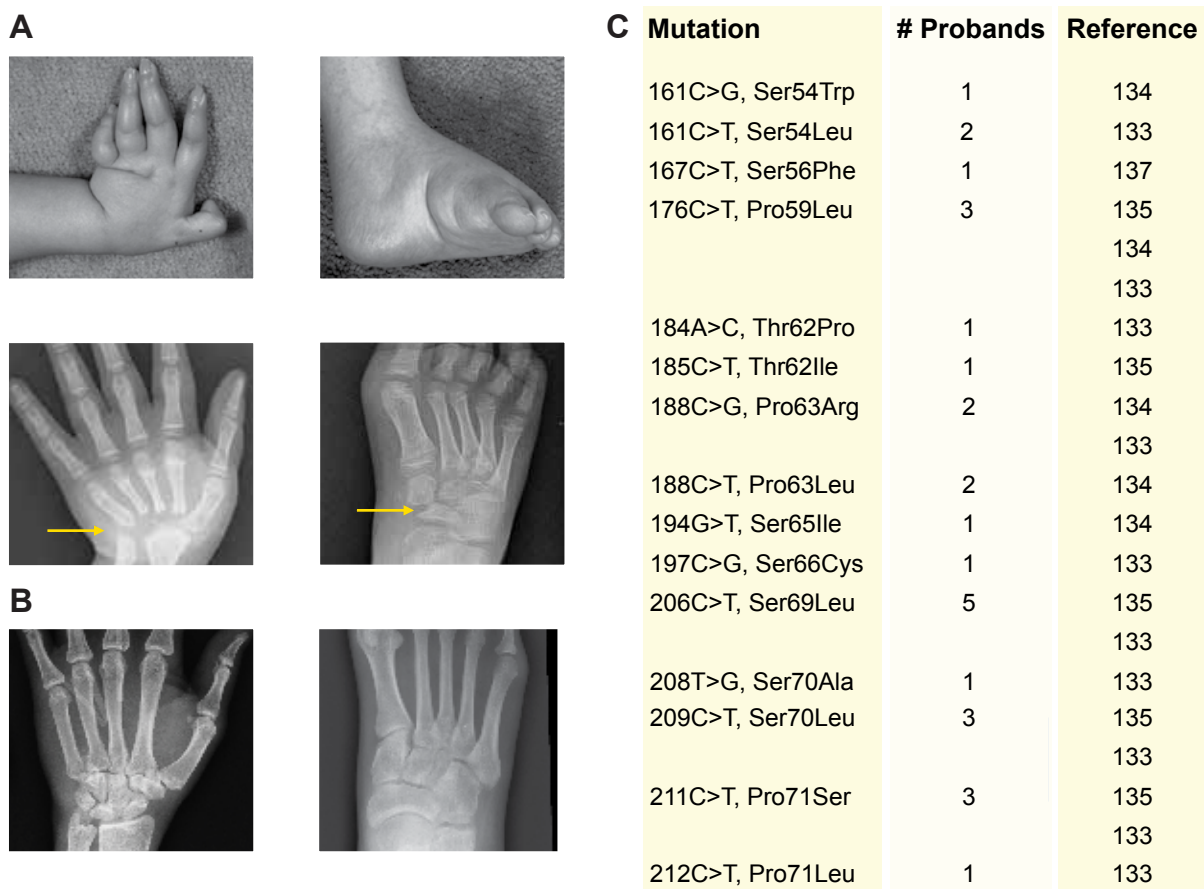 A
B
C Mutation # Probands Reference
161C>G, Ser54Trp 1 134
161C>T, Ser54Leu 2 133
167C>T, Ser56Phe 1 137
176C>T, Pro59Leu 3 135
134
133
184A>C, Thr62Pro 1 133
185C>T, Thr62Ile 1 135
188C>G, Pro63Arg 2 134
133
188C>T, Pro63Leu 2 134
194G>T, Ser65Ile 1 134
197C>G, Ser66Cys 1 133
206C>T, Ser69Leu 5 135
133
208T>G, Ser70Ala 1 133
209C>T, Ser70Leu 3 135
133
211C>T, Pro71Ser 3 135
133
212C>T, Pro71Leu 1 133